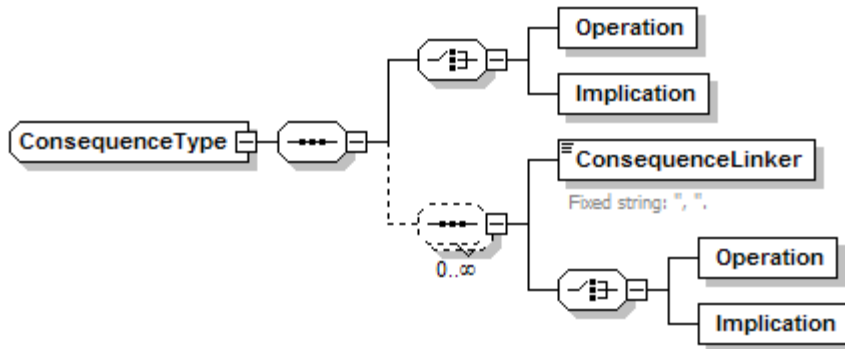 Operation
Implication
ConsequenceType
ConsequenceLinker
Fixed string: ", ".
0..∞
Operation
Implication